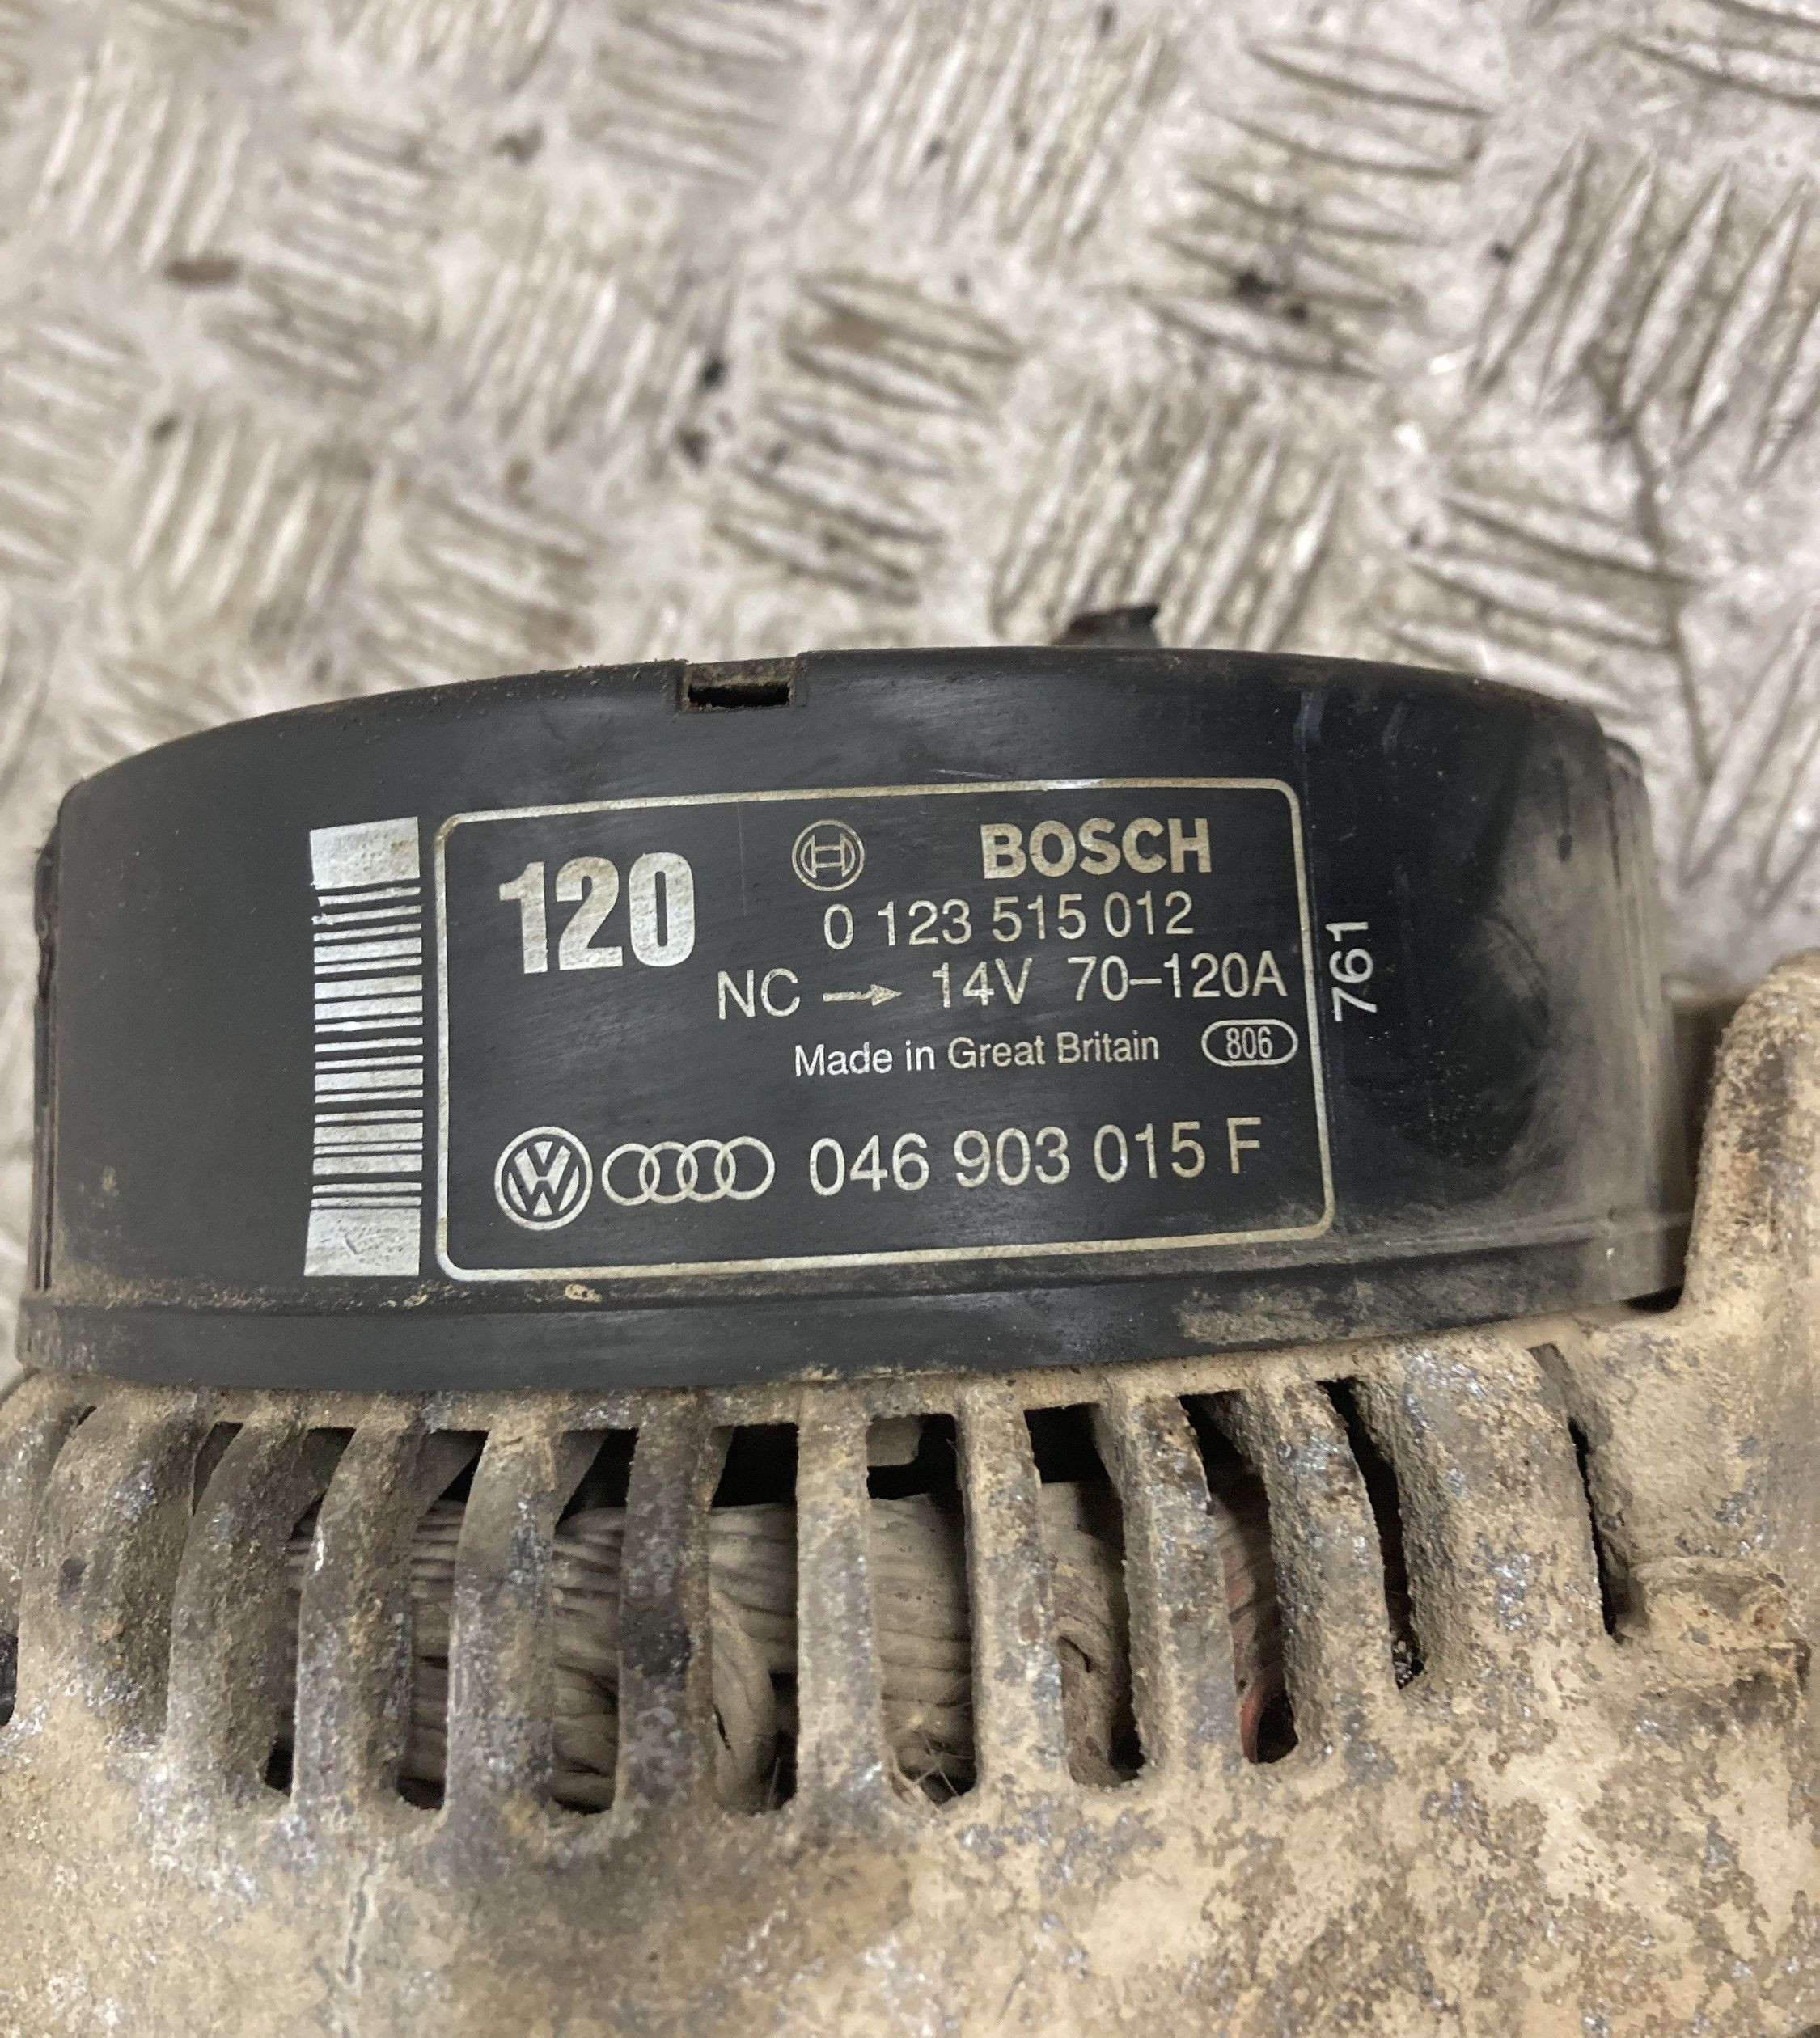 120
BOSCH
0 123 515 012
NC → 14V 70–120A
Made in Great Britain 806
046 903 015 F
761